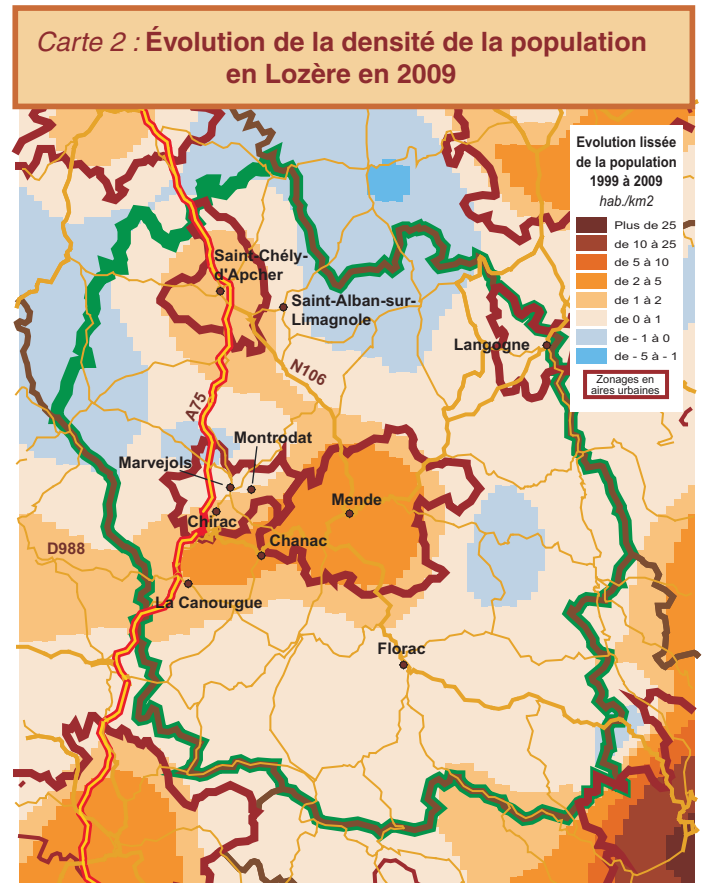 Carte 2 : Évolution de la densité de la population
en Lozère en 2009
Evolution lissée
de la population
1999 à 2009
hab./km2
Plus de 25
de 10 à 25
de 5 à 10
de 2 à 5
de 1 à 2
de 0 à 1
de - 1 à 0
de - 5 à - 1
Zonages en
aires urbaines
Saint-Chély-
d'Apcher
Saint-Alban-sur-
Limagnole
Langogne
N106
A75
Montrodat
Marvejols
Mende
Chirac
Chanac
D988
La Canourgue
Florac